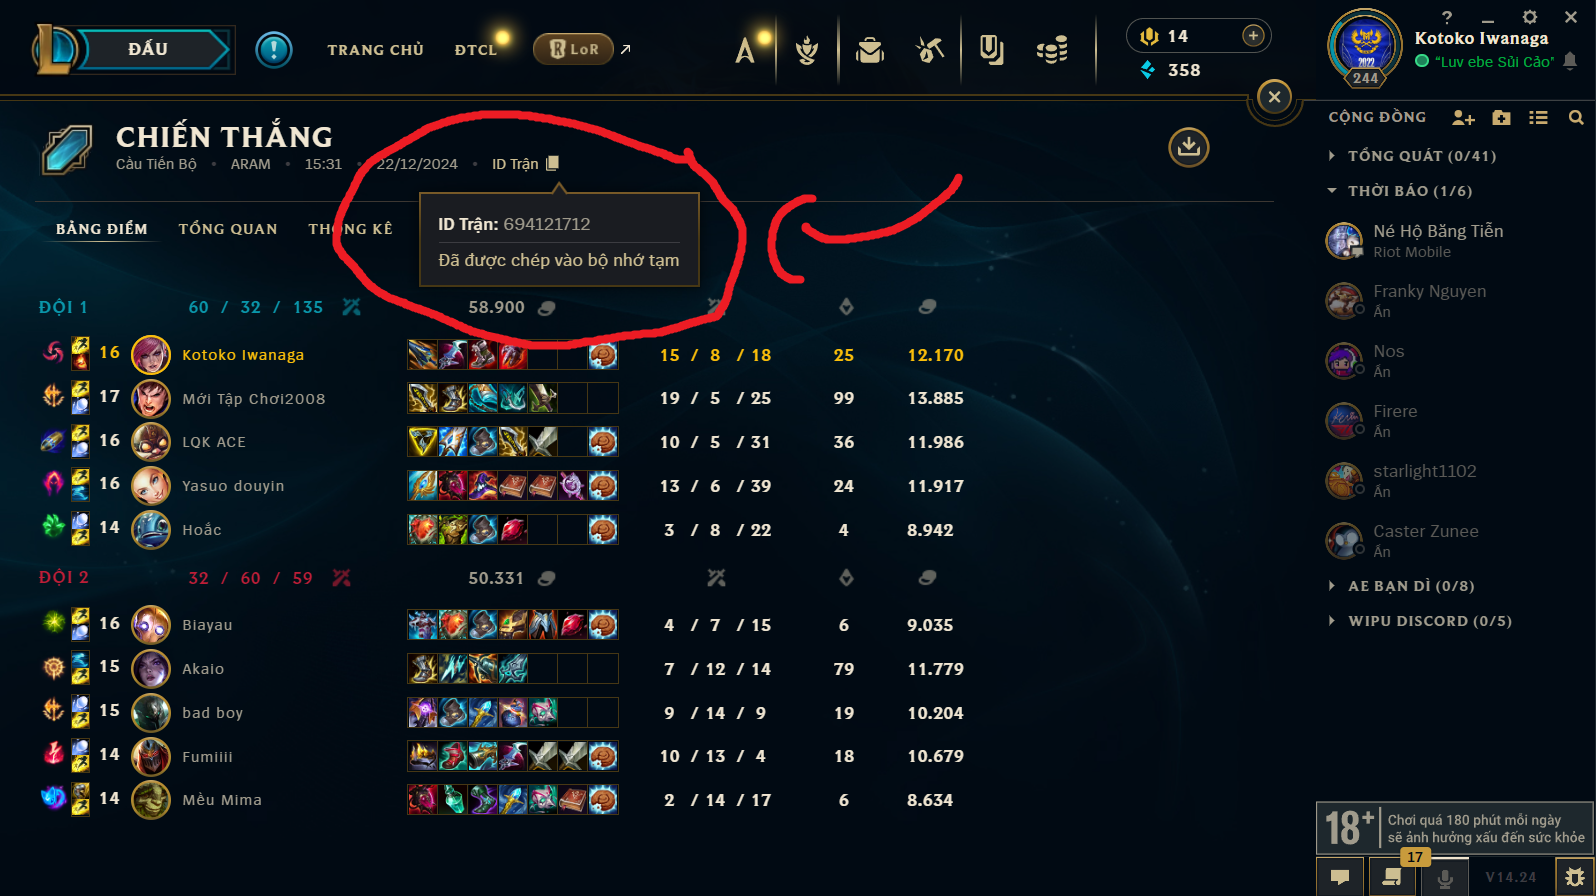 ĐẤU
TRANG CHỦ
ĐTCL
LoR
14
358
244
2022
Kotoko Iwanaga
“Luv ebe Sủi Cảo”
CHIẾN THẮNG
Cầu Tiến Bộ • ARAM • 15:31 • 22/12/2024 • ID Trận
ID Trận: 694121712
Đã được chép vào bộ nhớ tạm
BẢNG ĐIỂM TỔNG QUAN THỐNG KÊ
ĐỘI 1 60 / 32 / 135 58.900
16 Kotoko Iwanaga 15 / 8 / 18 25 12.170
17 Mới Tập Chơi2008 19 / 5 / 25 99 13.885
16 LQK ACE 10 / 5 / 31 36 11.986
16 Yasuo douyin 13 / 6 / 39 24 11.917
14 Hoắc 3 / 8 / 22 4 8.942
ĐỘI 2 32 / 60 / 59 50.331
16 Biayau 4 / 7 / 15 6 9.035
15 Akaio 7 / 12 / 14 79 11.779
15 bad boy 9 / 14 / 9 19 10.204
14 Fumiiii 10 / 13 / 4 18 10.679
14 Mều Mima 2 / 14 / 17 6 8.634
CỘNG ĐỒNG
TỔNG QUÁT (0/41)
THỜI BÁO (1/6)
Né Hộ Băng Tiễn
Riot Mobile
Franky Nguyen
Ẩn
Nos
Ẩn
Firere
Ẩn
starlight1102
Ẩn
Caster Zunee
Ẩn
AE BẠN DÌ (0/8)
WIPU DISCORD (0/5)
18+
Chơi quá 180 phút mỗi ngày
sẽ ảnh hưởng xấu đến sức khỏe
17
V14.24